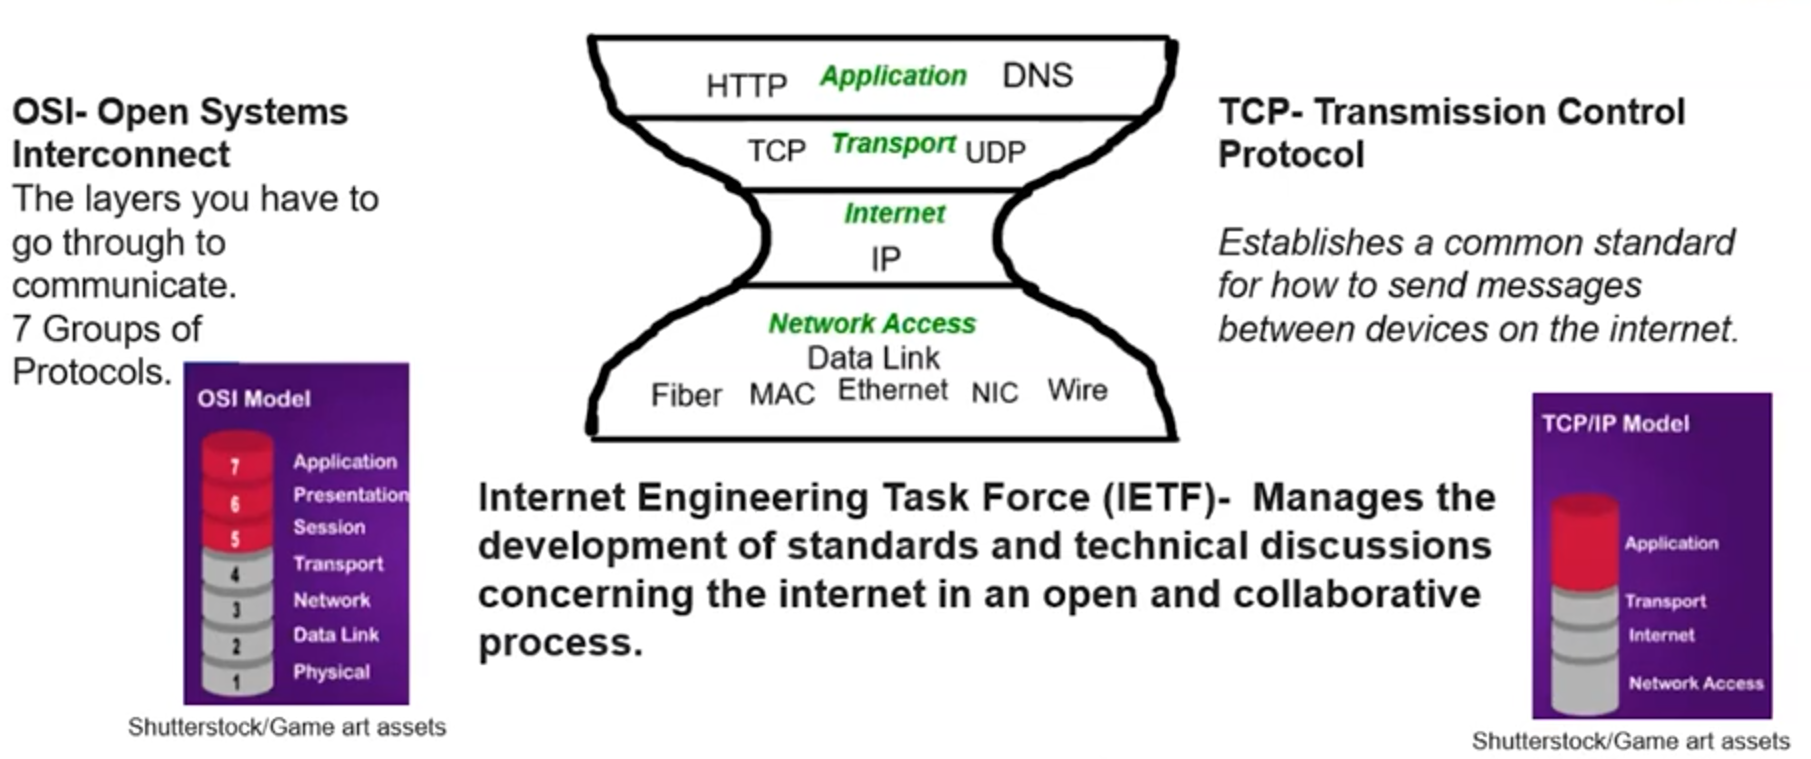 OSI- Open Systems
Interconnect
The layers you have to
go through to
communicate.
7 Groups of
Protocols.
OSI Model
7 Application
6 Presentation
5 Session
4 Transport
3 Network
2 Data Link
1 Physical
Shutterstock/Game art assets
HTTP Application DNS
TCP Transport UDP
Internet
IP
Network Access
Data Link
Fiber MAC Ethernet NIC Wire
Internet Engineering Task Force (IETF)- Manages the
development of standards and technical discussions
concerning the internet in an open and collaborative
process.
TCP- Transmission Control
Protocol
Establishes a common standard
for how to send messages
between devices on the internet.
TCP/IP Model
Application
Transport
Internet
Network Access
Shutterstock/Game art assets